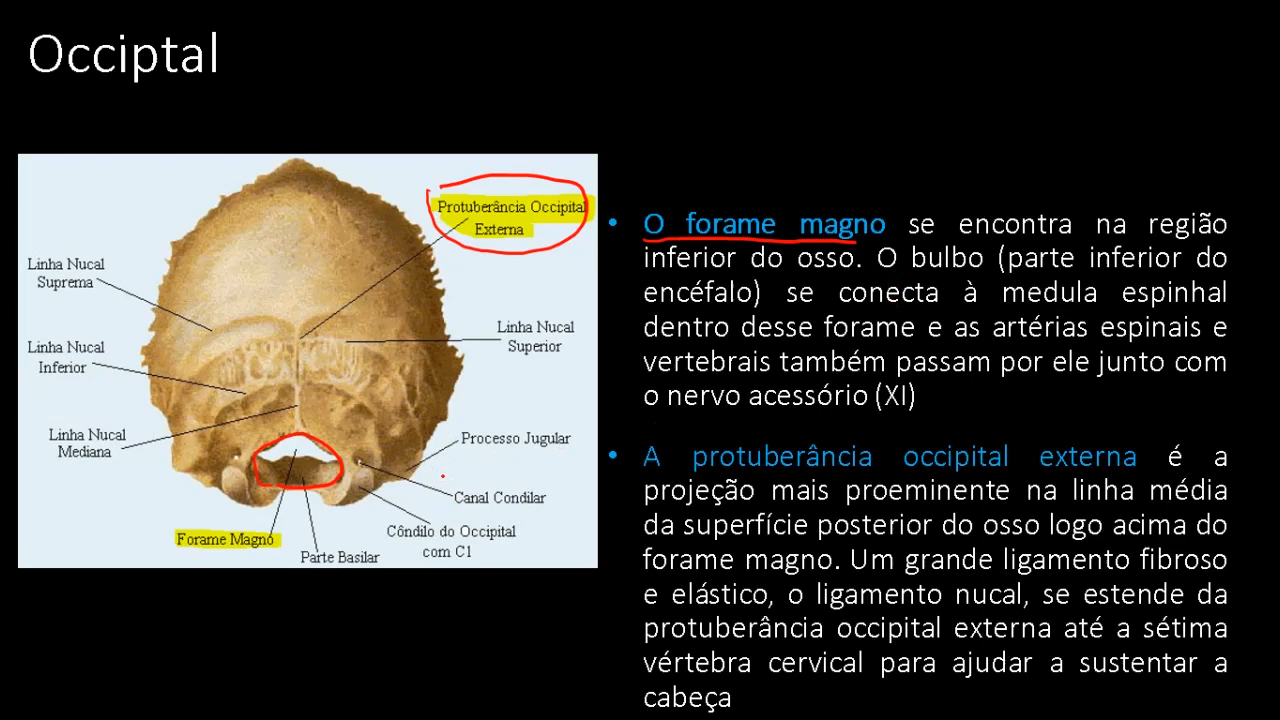 Occiptal
Protuberância Occipital
Externa
Linha Nucal
Suprema
Linha Nucal
Superior
Linha Nucal
Inferior
Linha Nucal
Mediana
Processo Jugular
Canal Condilar
Côndilo do Occipital
com C1
Forame Magno
Parte Basilar
• O forame magno se encontra na região
inferior do osso. O bulbo (parte inferior do
encéfalo) se conecta à medula espinhal
dentro desse forame e as artérias espinais e
vertebrais também passam por ele junto com
o nervo acessório (XI)
• A protuberância occipital externa é a
projeção mais proeminente na linha média
da superfície posterior do osso logo acima do
forame magno. Um grande ligamento fibroso
e elástico, o ligamento nucal, se estende da
protuberância occipital externa até a sétima
vértebra cervical para ajudar a sustentar a
cabeça